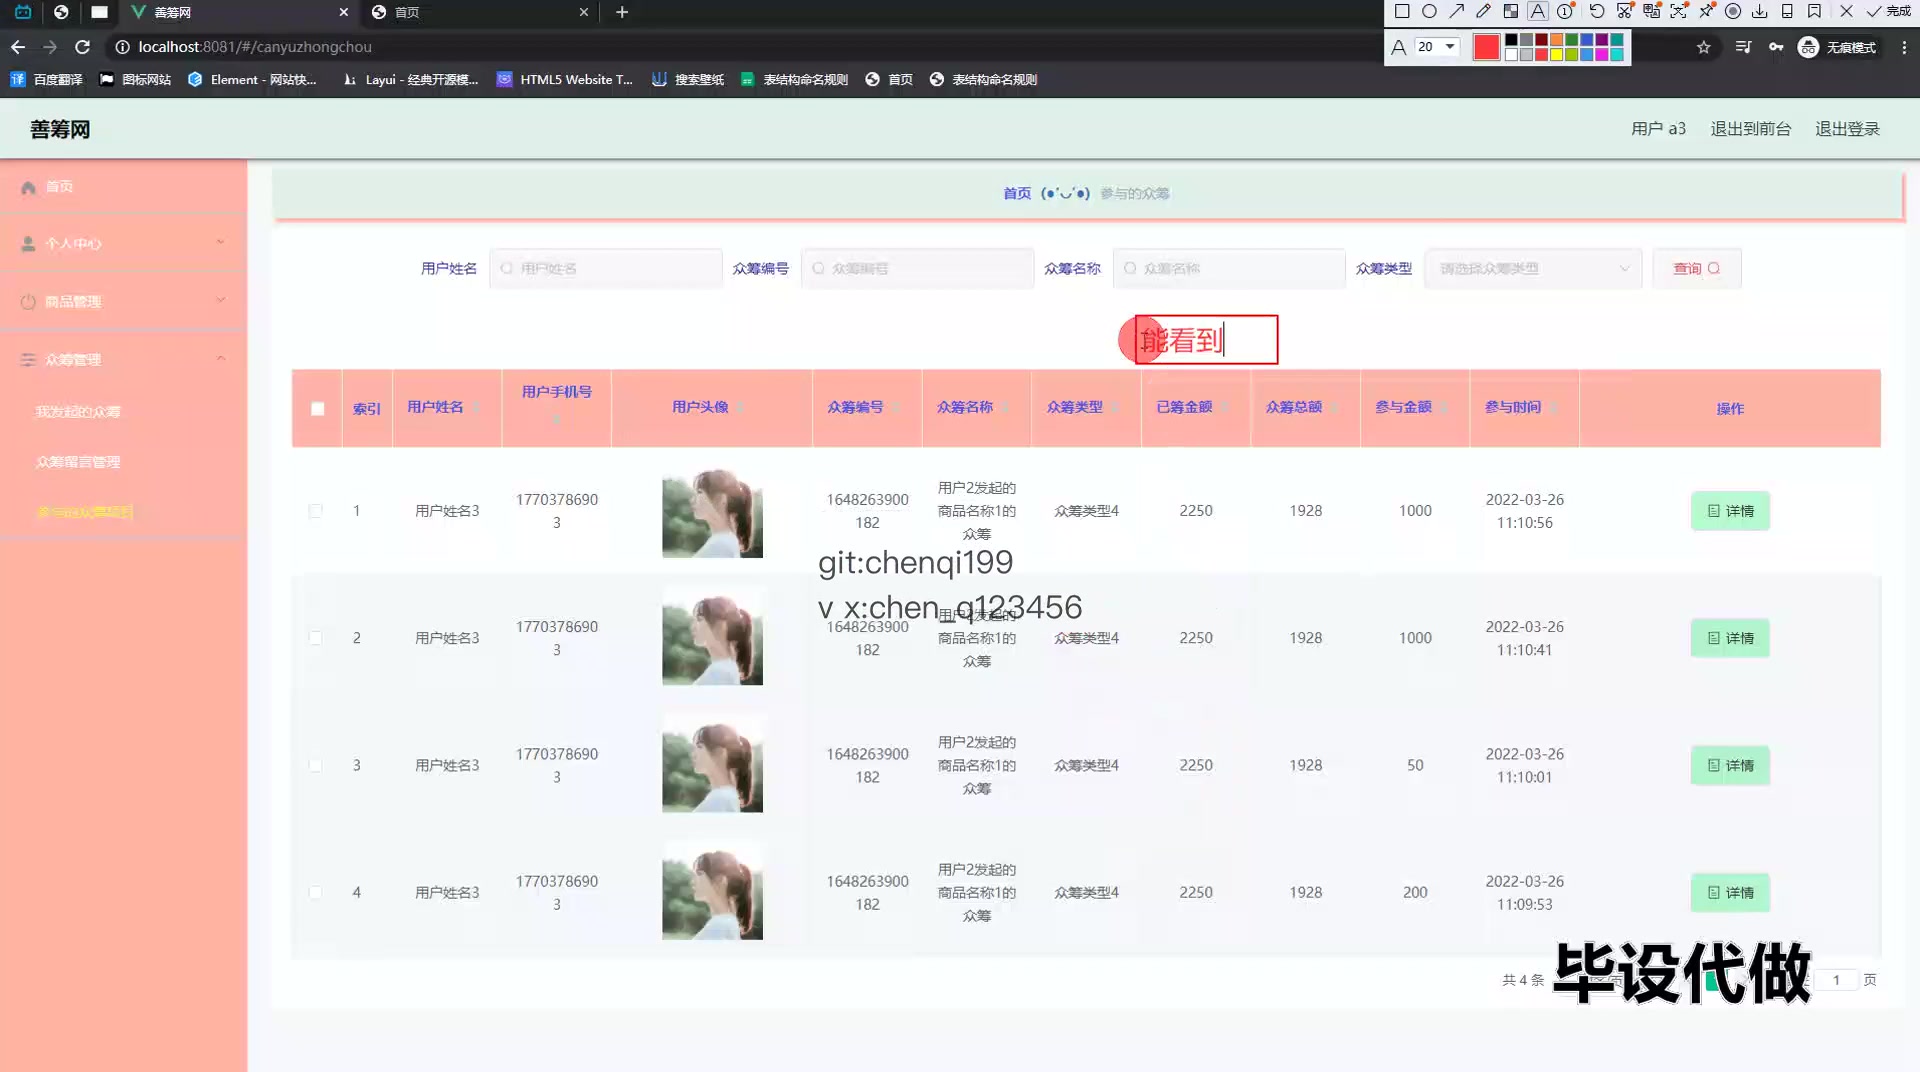 善筹网
首页
完成
localhost:8081/#/canyuzhongchou
A 20
无痕模式
百度翻译
图标网站
Element - 网站快...
Layui - 经典开源模...
HTML5 Website T...
搜索壁纸
表结构命名规则
首页
表结构命名规则
善筹网
用户 a3
退出到前台
退出登录
首页
个人中心
商品管理
众筹管理
我发起的众筹
众筹留言管理
首页 (●'◡'●) 参与的众筹
用户姓名 用户姓名
众筹编号 众筹编号
众筹名称 众筹名称
众筹类型 请选择众筹类型
查询
能看到
索引 用户姓名 用户手机号 用户头像 众筹编号 众筹名称 众筹类型 已筹金额 众筹总额 参与金额 参与时间 操作
1 用户姓名3 17703786903 1648263900182 用户2发起的商品名称1的众筹 众筹类型4 2250 1928 1000 2022-03-26 11:10:56 详情
git:chenqi199
v x:chen_q123456
2 用户姓名3 17703786903 1648263900182 用户2发起的商品名称1的众筹 众筹类型4 2250 1928 1000 2022-03-26 11:10:41 详情
3 用户姓名3 17703786903 1648263900182 用户2发起的商品名称1的众筹 众筹类型4 2250 1928 50 2022-03-26 11:10:01 详情
4 用户姓名3 17703786903 1648263900182 用户2发起的商品名称1的众筹 众筹类型4 2250 1928 200 2022-03-26 11:09:53 详情
共 4 条
1 页
毕设代做